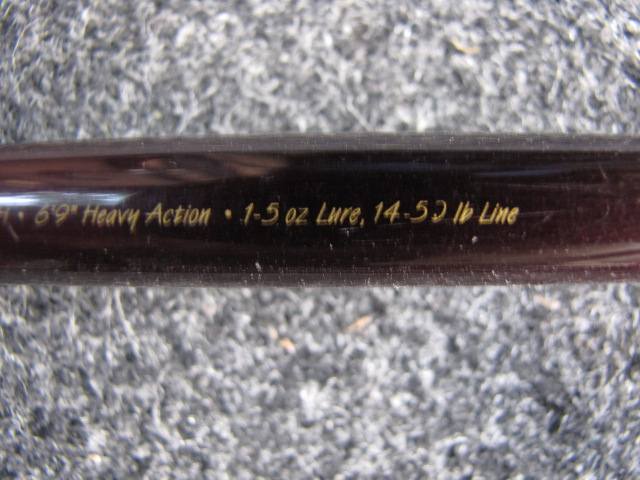 H • 6'9" Heavy Action • 1-5 oz Lure, 14-50 lb Line